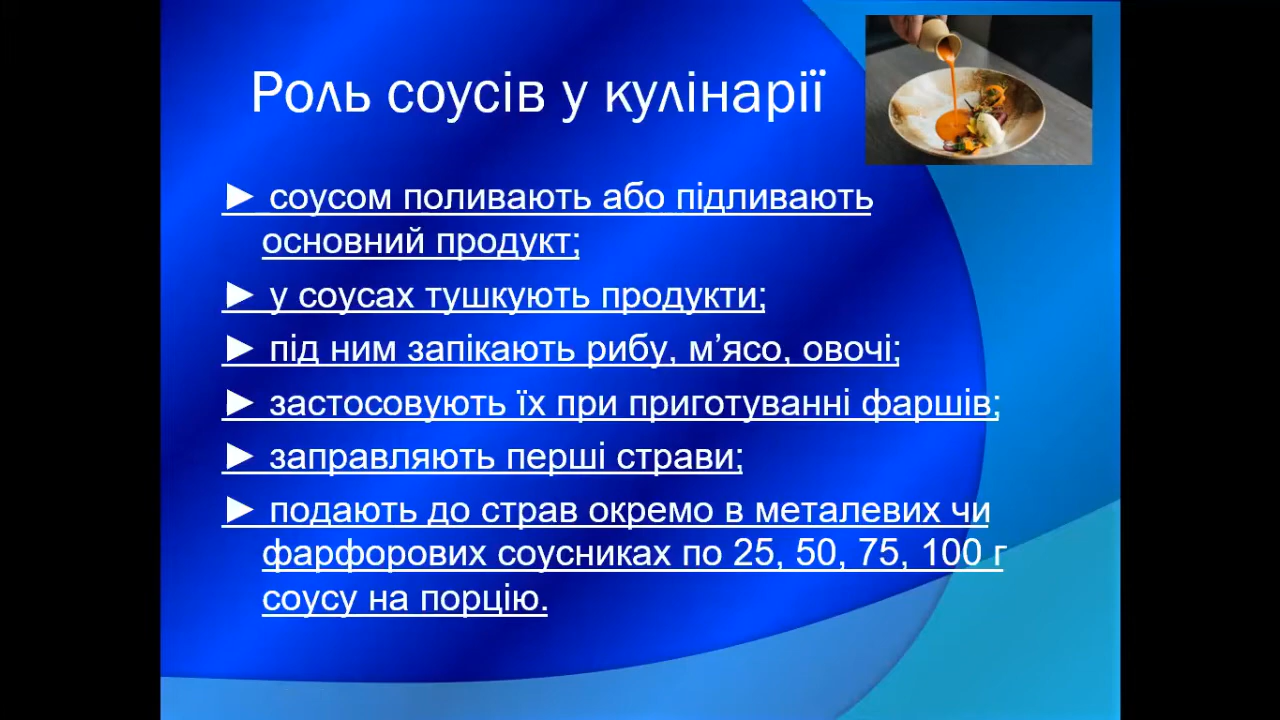 Роль соусів у кулінарії
► соусом поливають або підливають
основний продукт;
► у соусах тушкують продукти;
► під ним запікають рибу, м’ясо, овочі;
► застосовують їх при приготуванні фаршів;
► заправляють перші страви;
► подають до страв окремо в металевих чи
фарфорових соусниках по 25, 50, 75, 100 г
соусу на порцію.